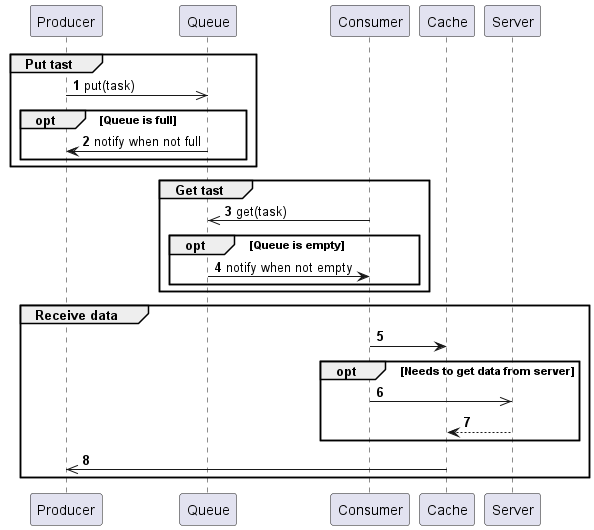 Producer Queue Consumer Cache Server
Put tast
1 put(task)
opt [Queue is full]
2 notify when not full
Get tast
3 get(task)
opt [Queue is empty]
4 notify when not empty
Receive data
5
opt [Needs to get data from server]
6
7
8
Producer Queue Consumer Cache Server